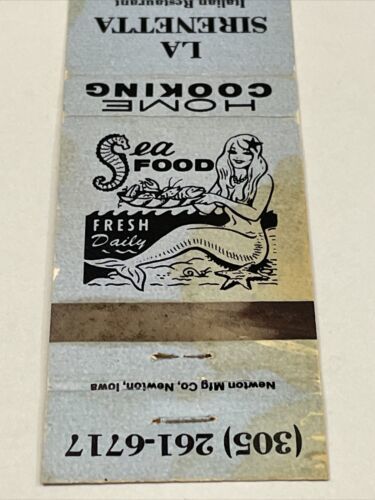 LA
SIRENETTA
Italian Restaurant
HOME
COOKING
Sea
FOOD
FRESH
Daily
Newton Mfg Co, Newton, Iowa
(305) 261-6717